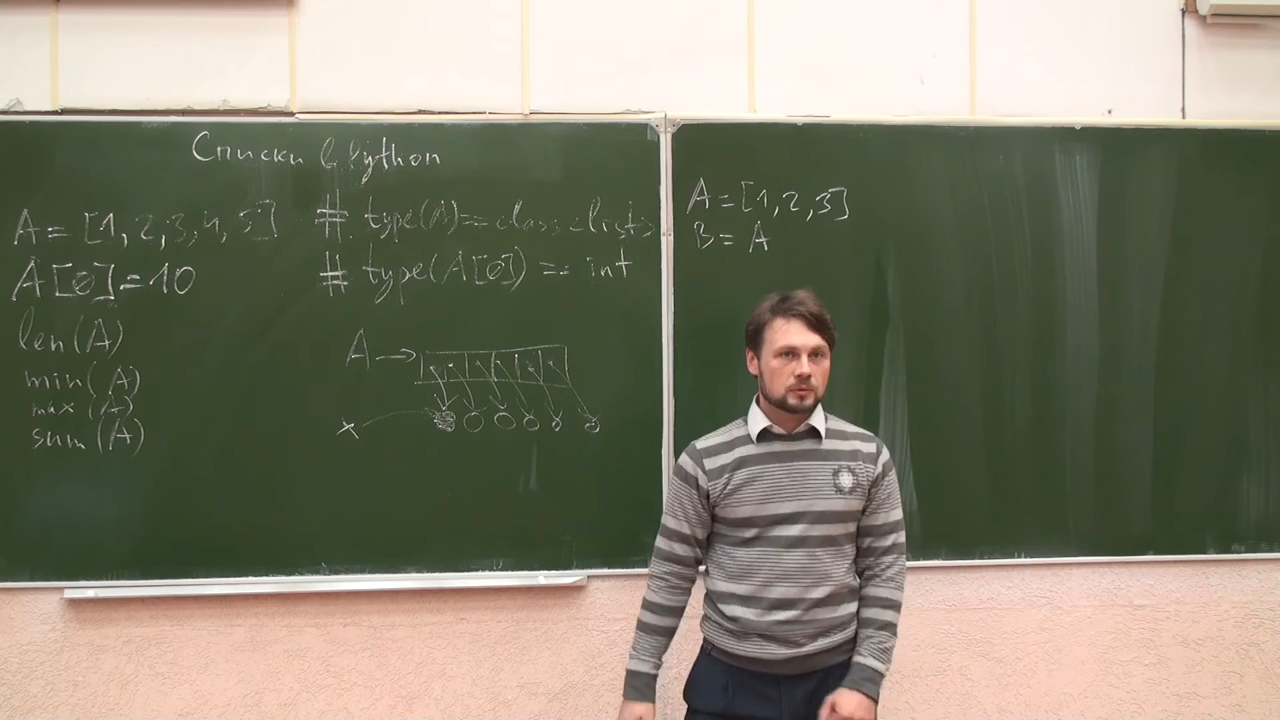 Списки в Python
A = [1, 2, 3, 4, 5] # type(A) == class list
A[0] = 10 # type(A[0]) == int
len(A)
min(A)
max(A)
sum(A)
A →
x
A = [1, 2, 3]
B = A